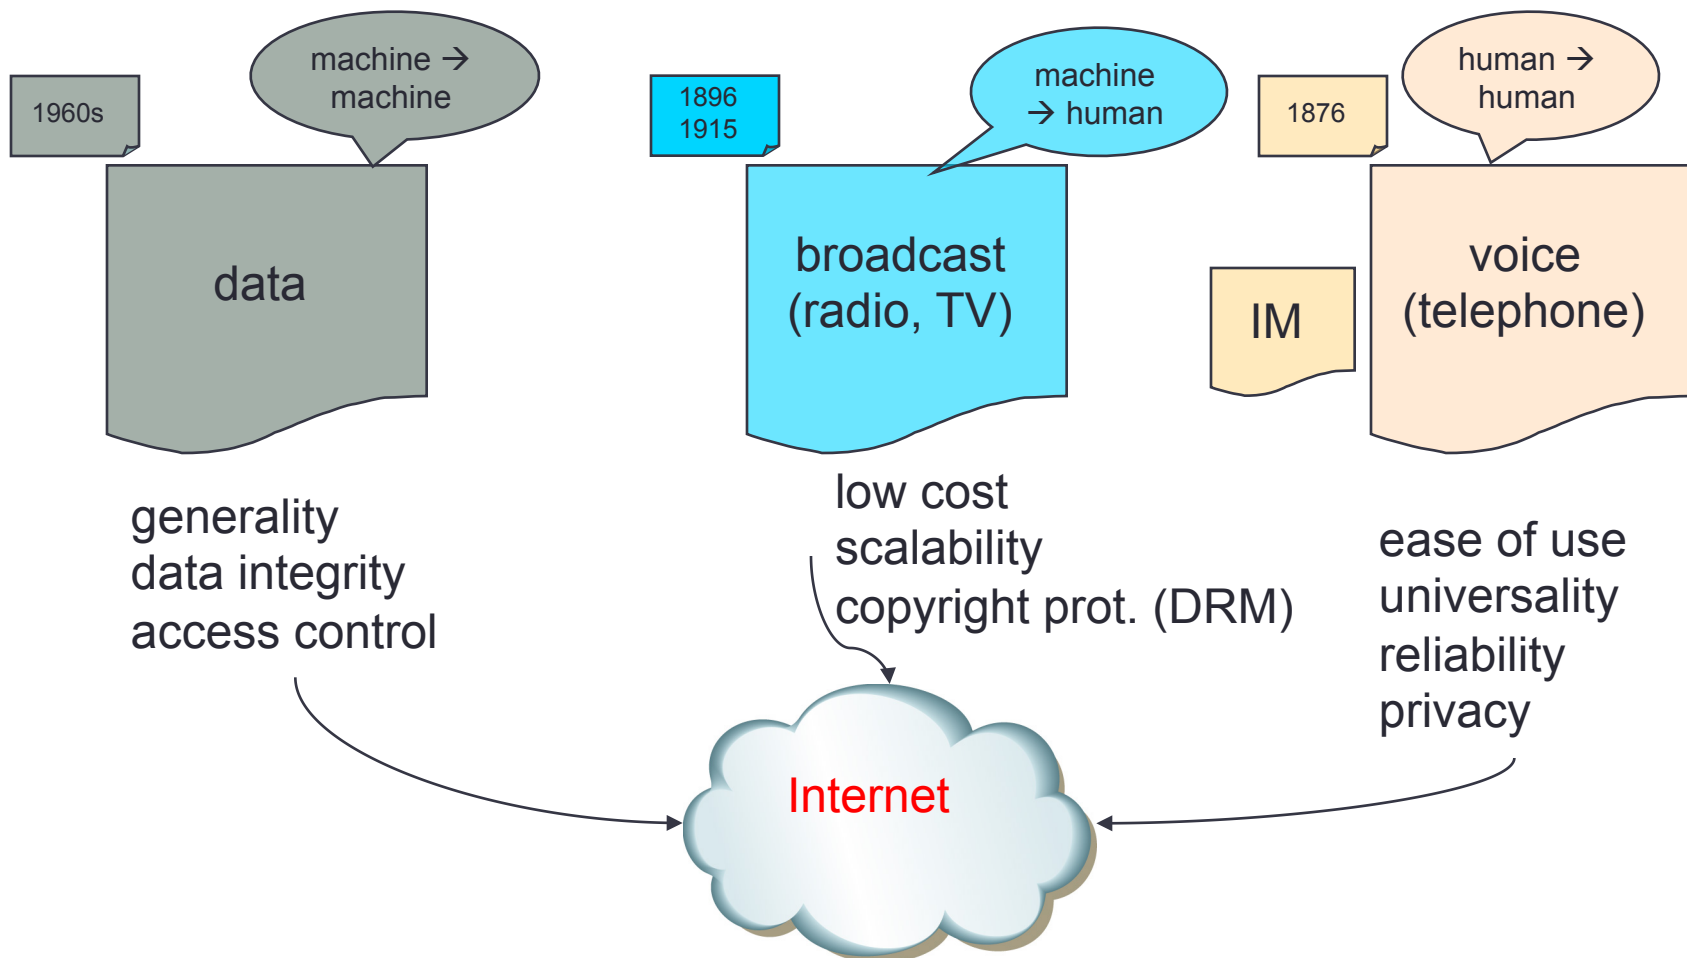 1960s
machine →
machine
data
generality
data integrity
access control
1896
1915
machine
→ human
broadcast
(radio, TV)
low cost
scalability
copyright prot. (DRM)
1876
human →
human
IM
voice
(telephone)
ease of use
universality
reliability
privacy
Internet